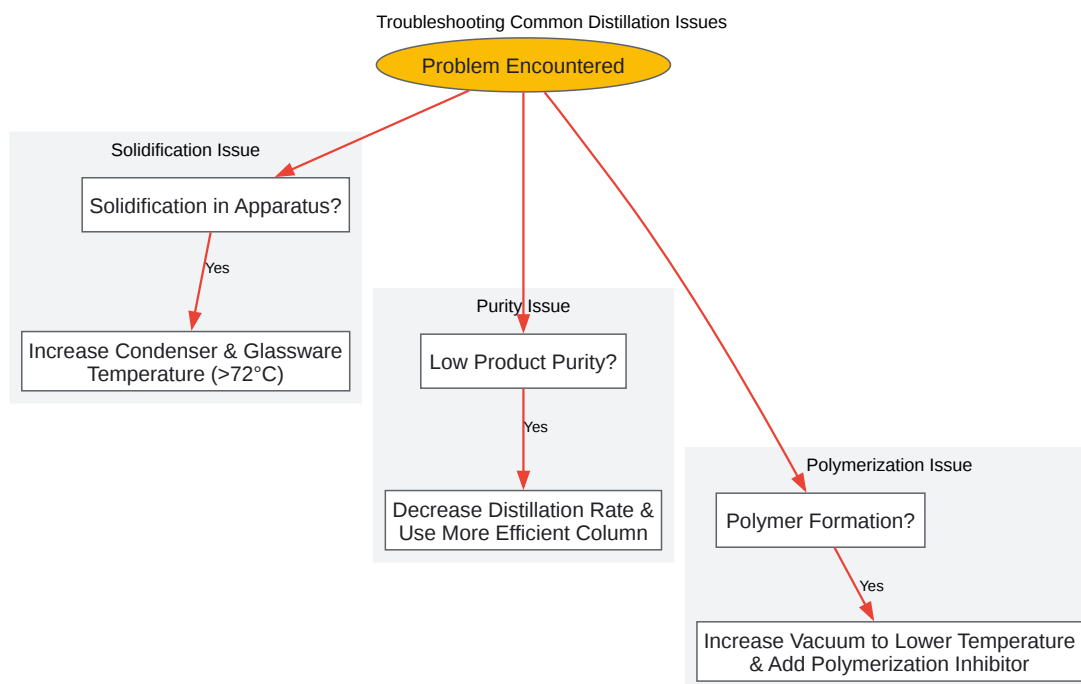 Troubleshooting Common Distillation Issues
Problem Encountered
Solidification Issue
Solidification in Apparatus?
Yes
Increase Condenser & Glassware
Temperature (>72°C)
Purity Issue
Low Product Purity?
Yes
Decrease Distillation Rate &
Use More Efficient Column
Polymerization Issue
Polymer Formation?
Yes
Increase Vacuum to Lower Temperature
& Add Polymerization Inhibitor